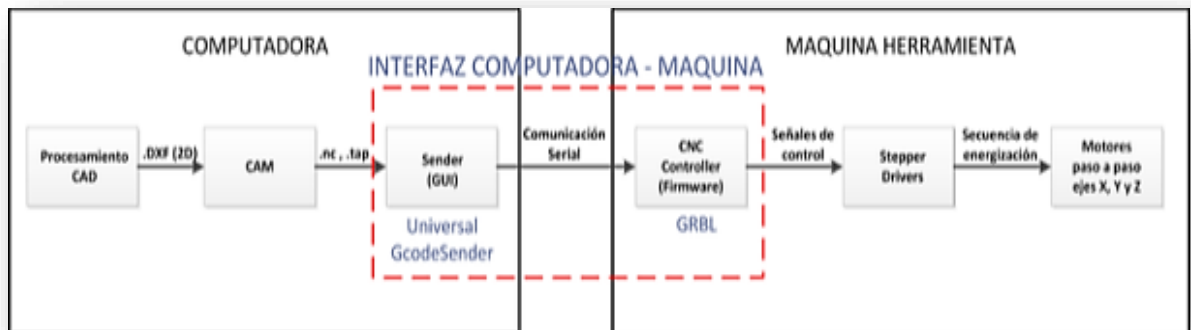 COMPUTADORA
MAQUINA HERRAMIENTA
INTERFAZ COMPUTADORA - MAQUINA
Procesamiento
CAD
.DXF (2D)
CAM
.nc , .tap
Sender
(GUI)
Universal
GcodeSender
Comunicación
Serial
CNC
Controller
(Firmware)
GRBL
Señales de
control
Stepper
Drivers
Secuencia de
energización
Motores
paso a paso
ejes X, Y y Z